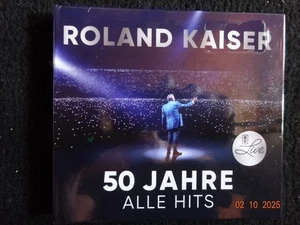 ROLAND KAISER
Live
50 JAHRE
ALLE HITS
02 10 2025